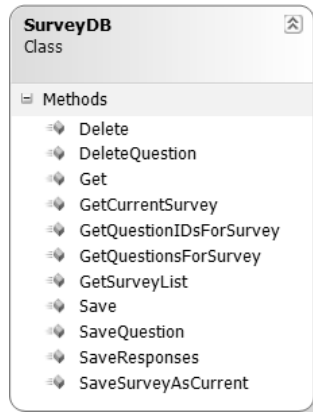 SurveyDB
Class
Methods
Delete
DeleteQuestion
Get
GetCurrentSurvey
GetQuestionIDsForSurvey
GetQuestionsForSurvey
GetSurveyList
Save
SaveQuestion
SaveResponses
SaveSurveyAsCurrent